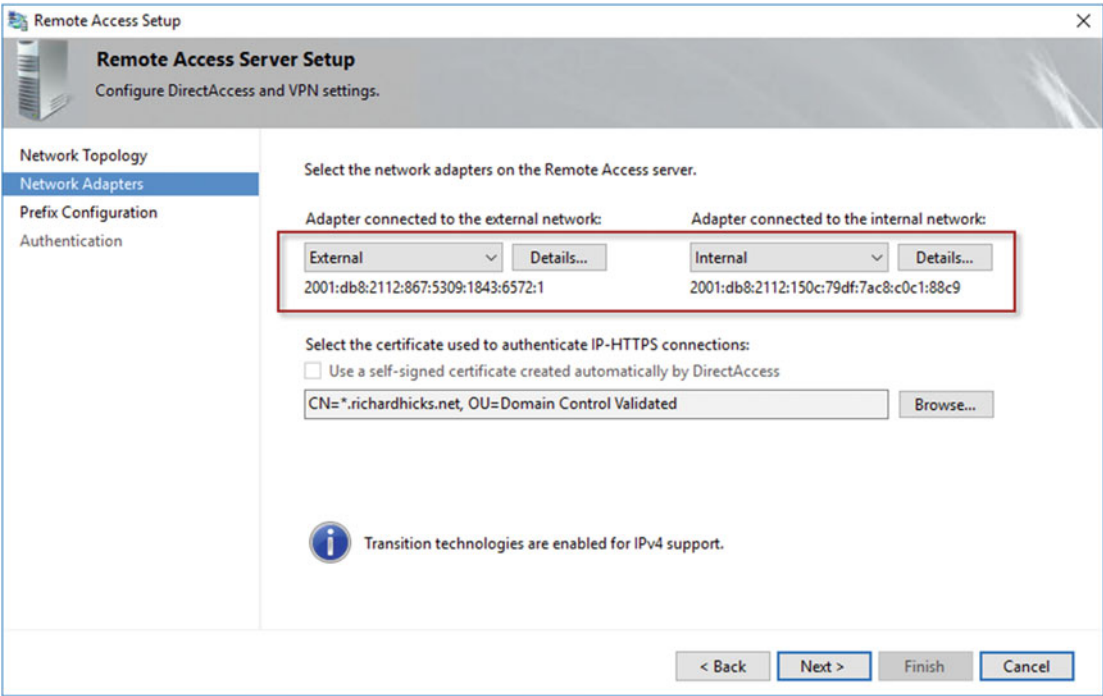 Remote Access Setup
Remote Access Server Setup
Configure DirectAccess and VPN settings.
Network Topology
Network Adapters
Prefix Configuration
Authentication
Select the network adapters on the Remote Access server.
Adapter connected to the external network:
Adapter connected to the internal network:
External
Details...
Internal
Details...
2001:db8:2112:867:5309:1843:6572:1
2001:db8:2112:150c:79df:7ac8:c0c1:88c9
Select the certificate used to authenticate IP-HTTPS connections:
Use a self-signed certificate created automatically by DirectAccess
CN=*.richardhicks.net, OU=Domain Control Validated
Browse...
Transition technologies are enabled for IPv4 support.
< Back
Next >
Finish
Cancel